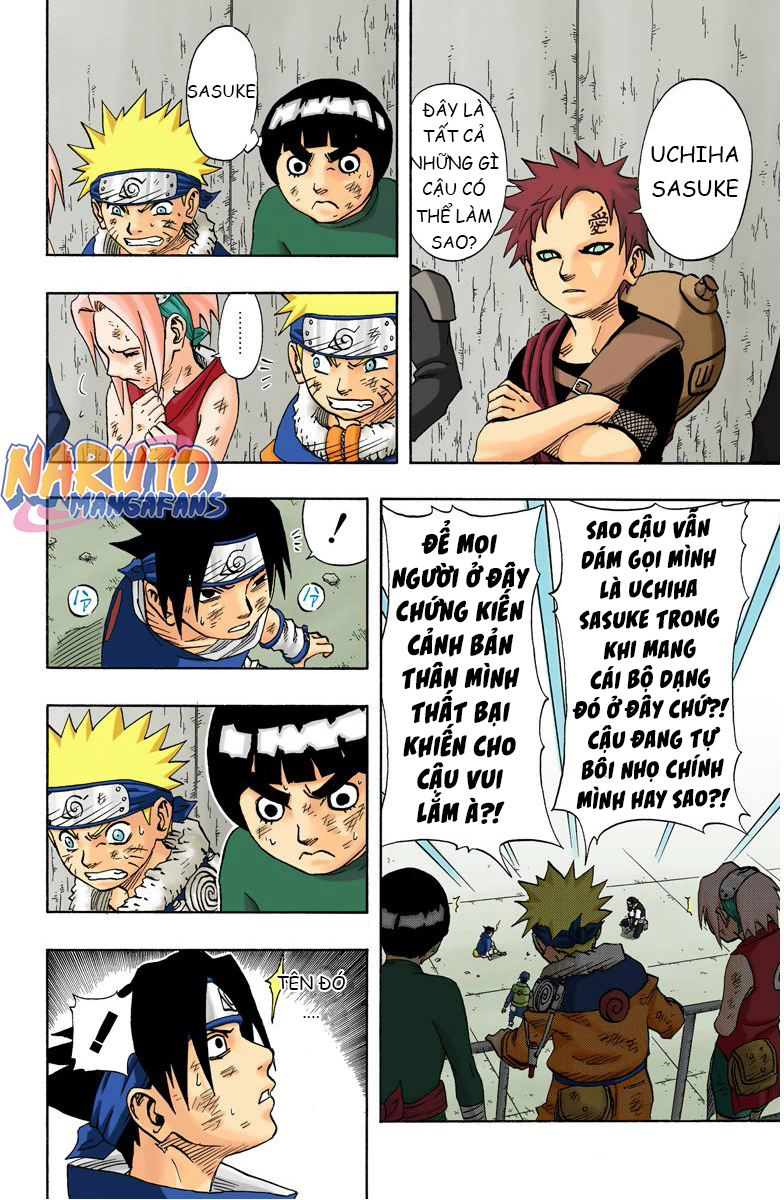 UCHIHA
SASUKE
ĐÂY LÀ
TẤT CẢ
NHỮNG GÌ
CẬU CÓ
THỂ LÀM
SAO?
愛
SASUKE
.......
NARUTO
MANGAFANS
SAO CẬU VẪN
DÁM GỌI MÌNH
LÀ UCHIHA
SASUKE TRONG
KHI MANG
CÁI BỘ DẠNG
ĐÓ Ở ĐÂY CHỨ?!
CẬU ĐANG TỰ
BÔI NHỌ CHÍNH
MÌNH HAY SAO?!
ĐỂ MỌI
NGƯỜI Ở ĐÂY
CHỨNG KIẾN
CẢNH BẢN
THÂN MÌNH
THẤT BẠI
KHIẾN CHO
CẬU VUI
LẮM À?!
!
TÊN ĐÓ
....
!